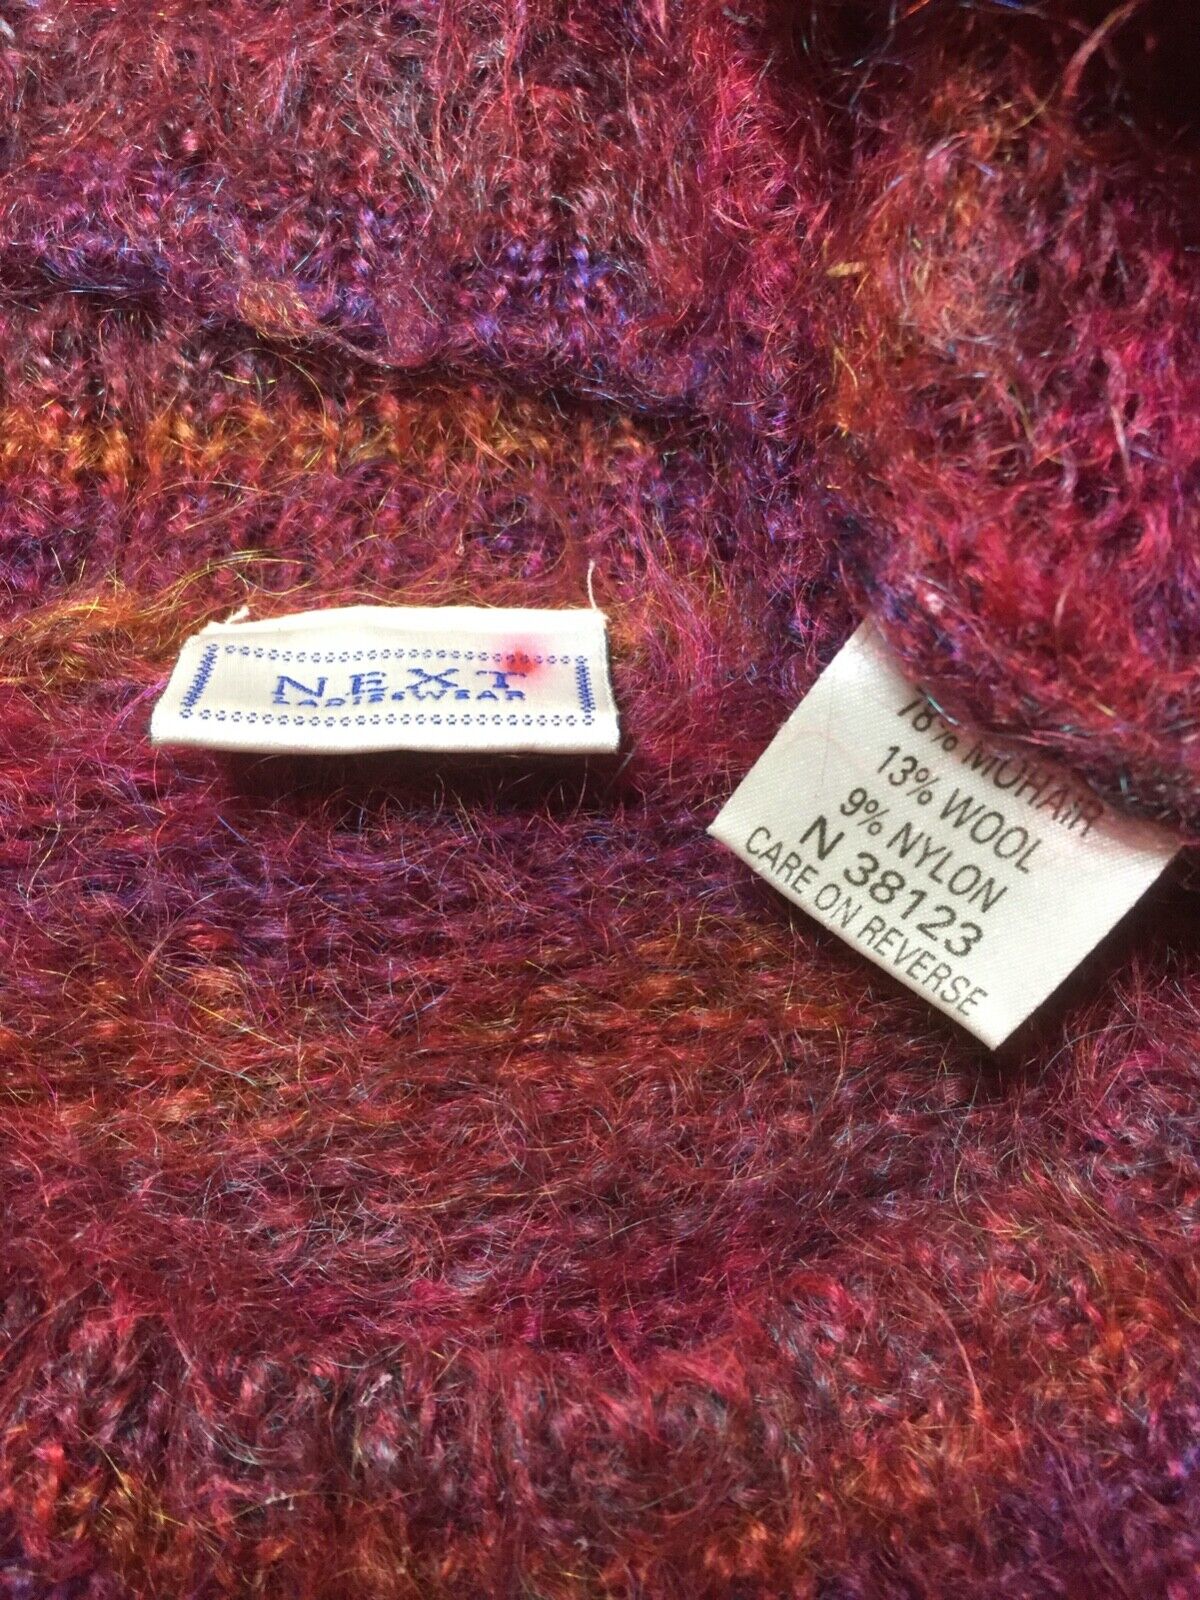 NEXT
LADIESWEAR
78% MOHAIR
13% WOOL
9% NYLON
N 38123
CARE ON REVERSE